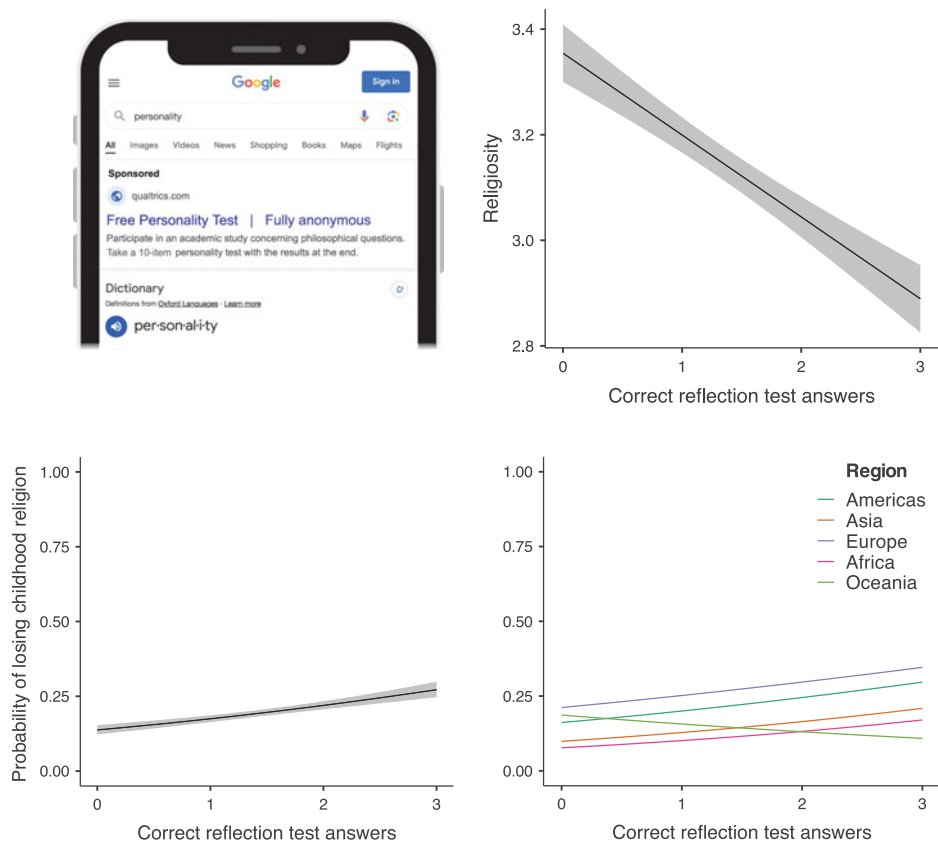 Google
Sign in
personality
All Images Videos News Shopping Books Maps Flights
Sponsored
qualtrics.com
Free Personality Test | Fully anonymous
Participate in an academic study concerning philosophical questions.
Take a 10-item personality test with the results at the end.
Dictionary
Definitions from Oxford Languages · Learn more
per·son·al·i·ty
3.4
3.2
3.0
2.8
Religiosity
0 1 2 3
Correct reflection test answers
1.00
0.75
0.50
0.25
0.00
Probability of losing childhood religion
0 1 2 3
Correct reflection test answers
1.00
0.75
0.50
0.25
0.00
Region
Americas
Asia
Europe
Africa
Oceania
0 1 2 3
Correct reflection test answers